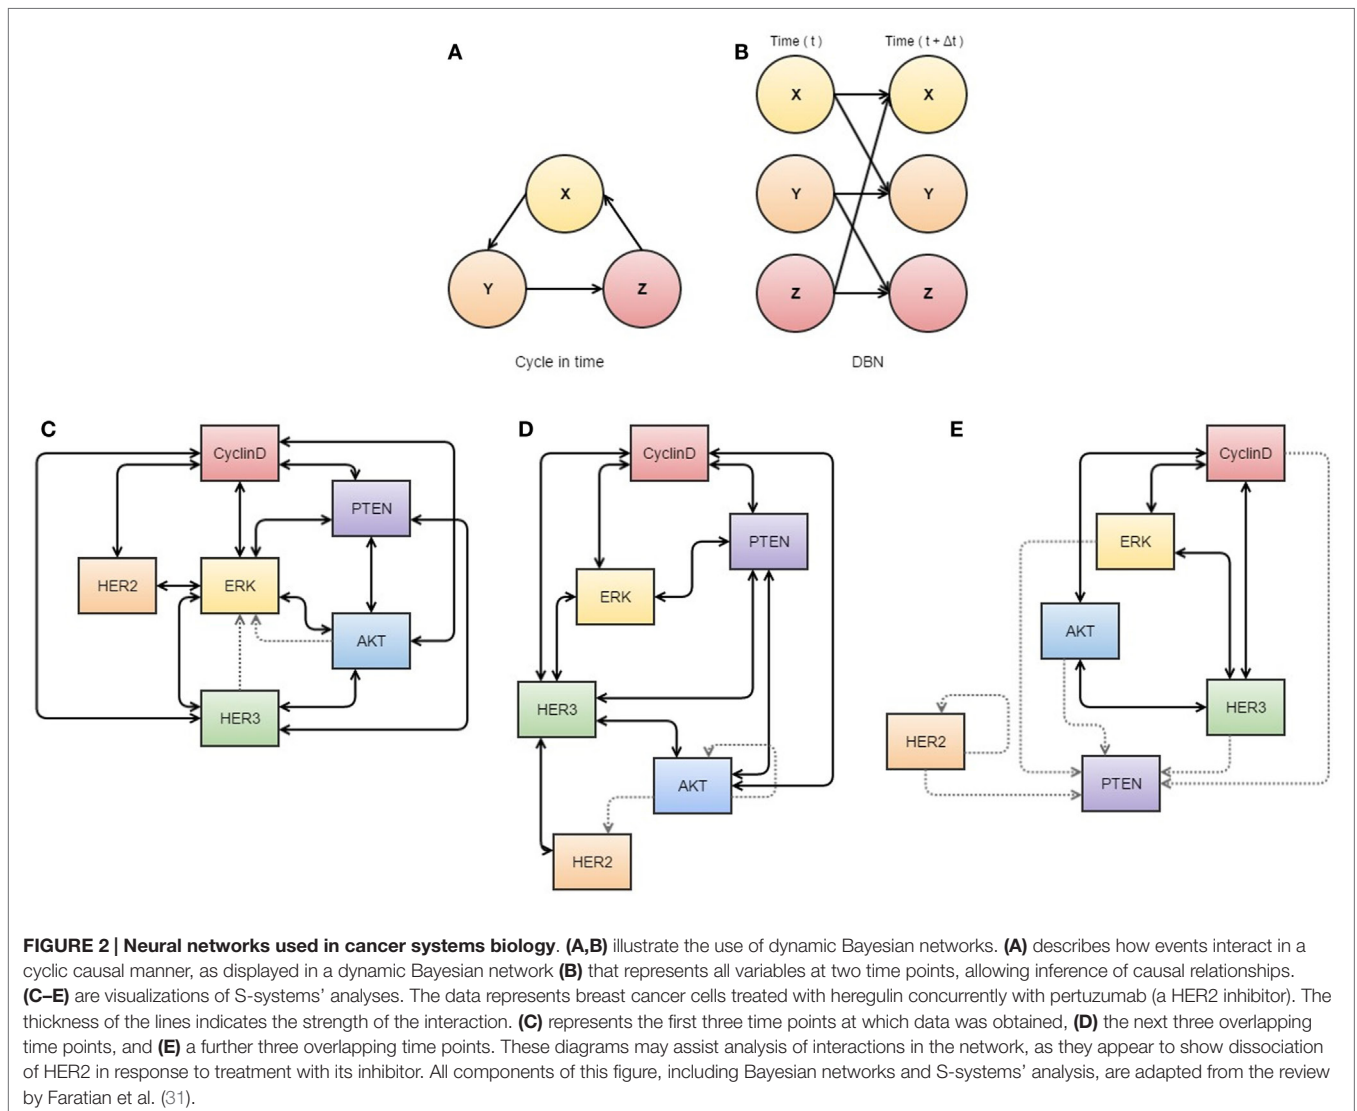 A
B
Time ( t )
Time ( t + Δt )
X
X
X
Y
Y
Y
Z
Z
Z
Cycle in time
DBN
C
CyclinD
PTEN
HER2
ERK
AKT
HER3
D
CyclinD
PTEN
ERK
HER3
AKT
HER2
E
CyclinD
ERK
AKT
HER3
HER2
PTEN
FIGURE 2 | Neural networks used in cancer systems biology. (A,B) illustrate the use of dynamic Bayesian networks. (A) describes how events interact in a
cyclic causal manner, as displayed in a dynamic Bayesian network (B) that represents all variables at two time points, allowing inference of causal relationships.
(C–E) are visualizations of S-systems’ analyses. The data represents breast cancer cells treated with heregulin concurrently with pertuzumab (a HER2 inhibitor). The
thickness of the lines indicates the strength of the interaction. (C) represents the first three time points at which data was obtained, (D) the next three overlapping
time points, and (E) a further three overlapping time points. These diagrams may assist analysis of interactions in the network, as they appear to show dissociation
of HER2 in response to treatment with its inhibitor. All components of this figure, including Bayesian networks and S-systems’ analysis, are adapted from the review
by Faratian et al. (31).